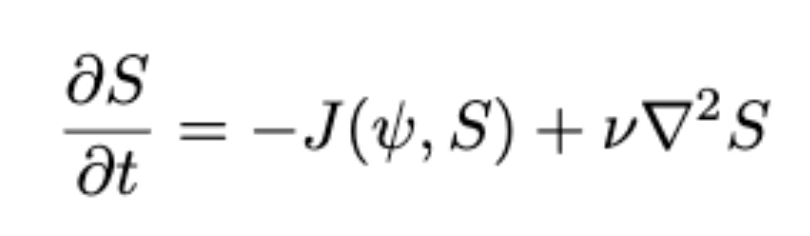 ∂S/∂t = −J(ψ, S) + ν∇²S